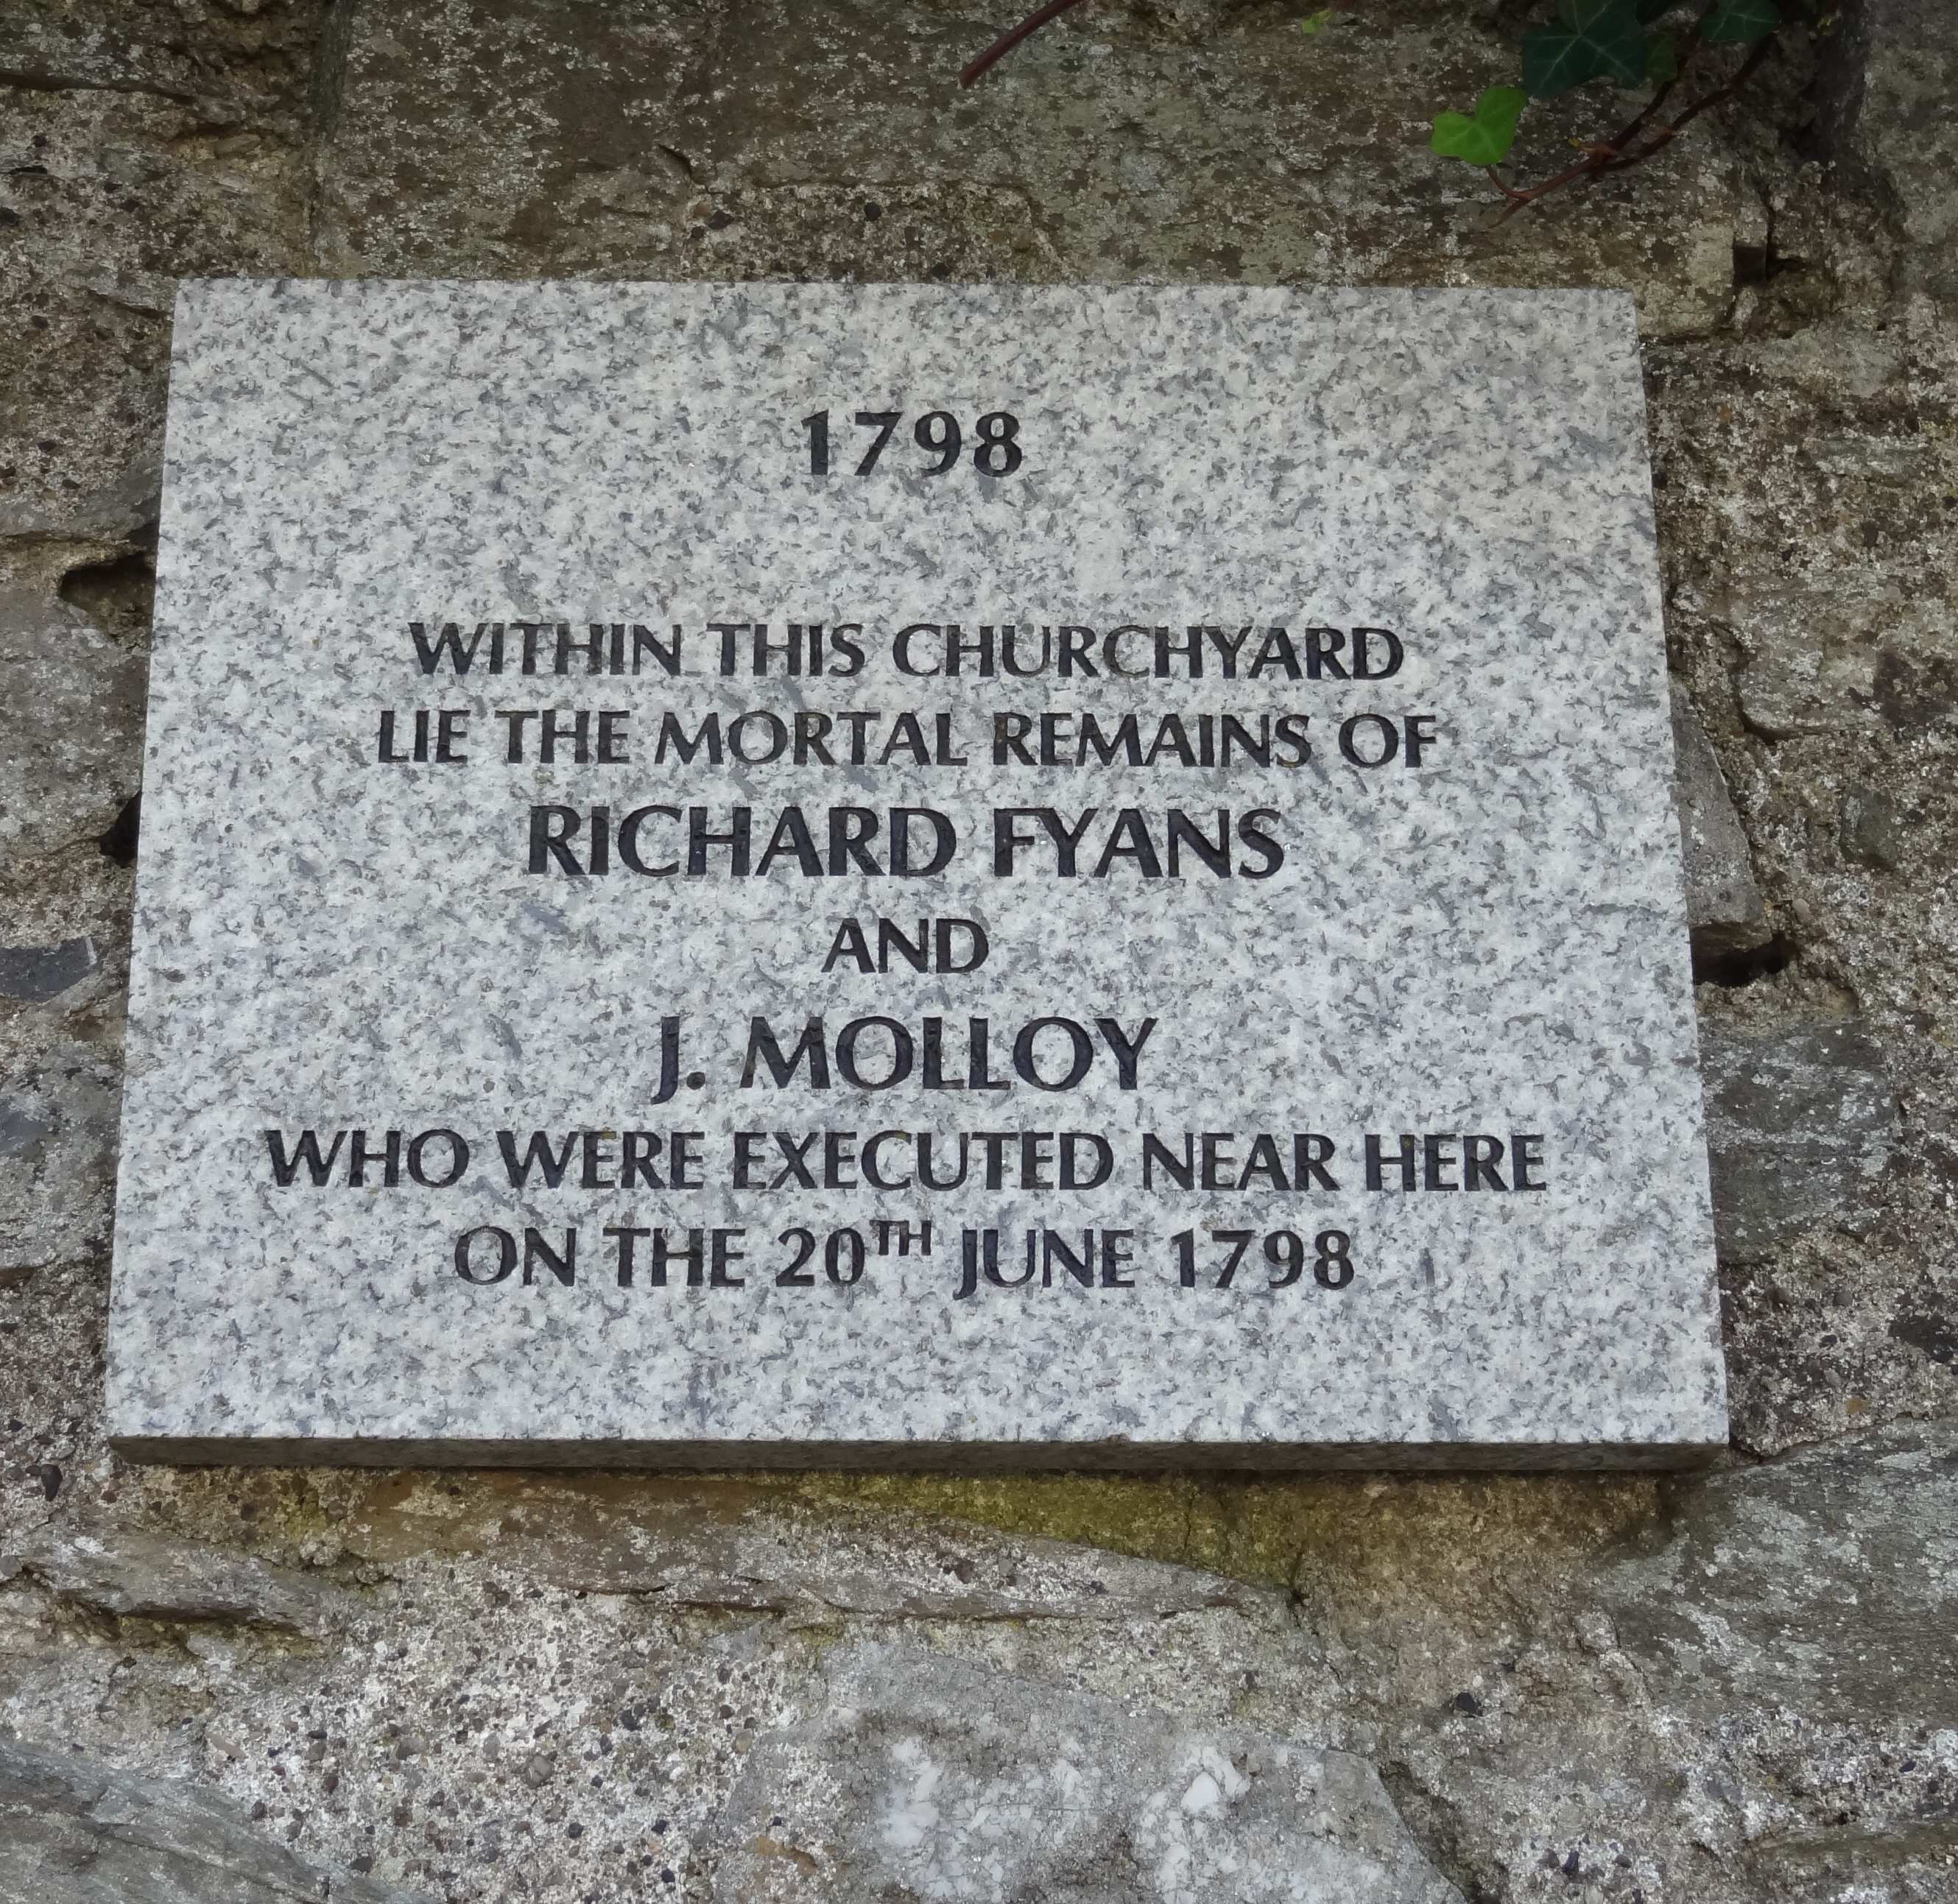 1798
WITHIN THIS CHURCHYARD
LIE THE MORTAL REMAINS OF
RICHARD FYANS
AND
J. MOLLOY
WHO WERE EXECUTED NEAR HERE
ON THE 20TH JUNE 1798